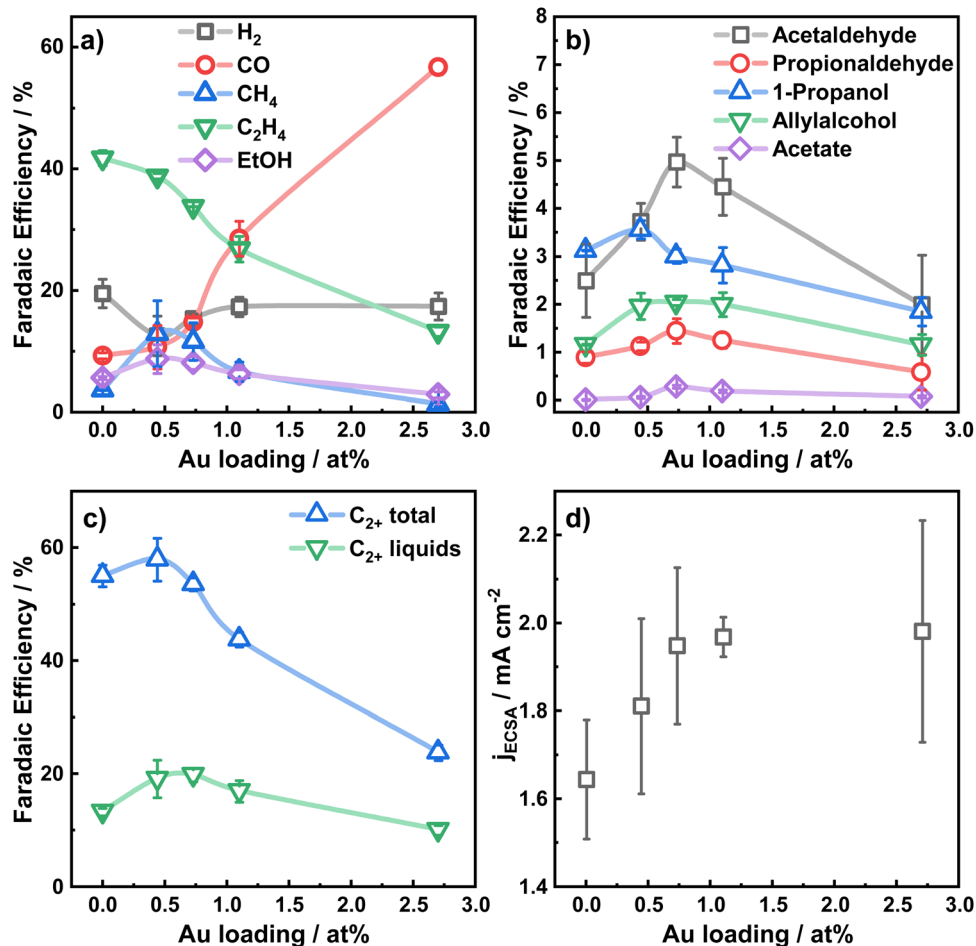 a)
H₂
CO
CH₄
C₂H₄
EtOH
60
40
20
0
Faradaic Efficiency / %
0.0 0.5 1.0 1.5 2.0 2.5 3.0
Au loading / at%
b)
Acetaldehyde
Propionaldehyde
1-Propanol
Allylalcohol
Acetate
8
7
6
5
4
3
2
1
0
Faradaic Efficiency / %
0.0 0.5 1.0 1.5 2.0 2.5 3.0
Au loading / at%
c)
C₂₊ total
C₂₊ liquids
60
40
20
0
Faradaic Efficiency / %
0.0 0.5 1.0 1.5 2.0 2.5 3.0
Au loading / at%
d)
2.2
2.0
1.8
1.6
1.4
j_ECSA / mA cm⁻²
0.0 0.5 1.0 1.5 2.0 2.5 3.0
Au loading / at%